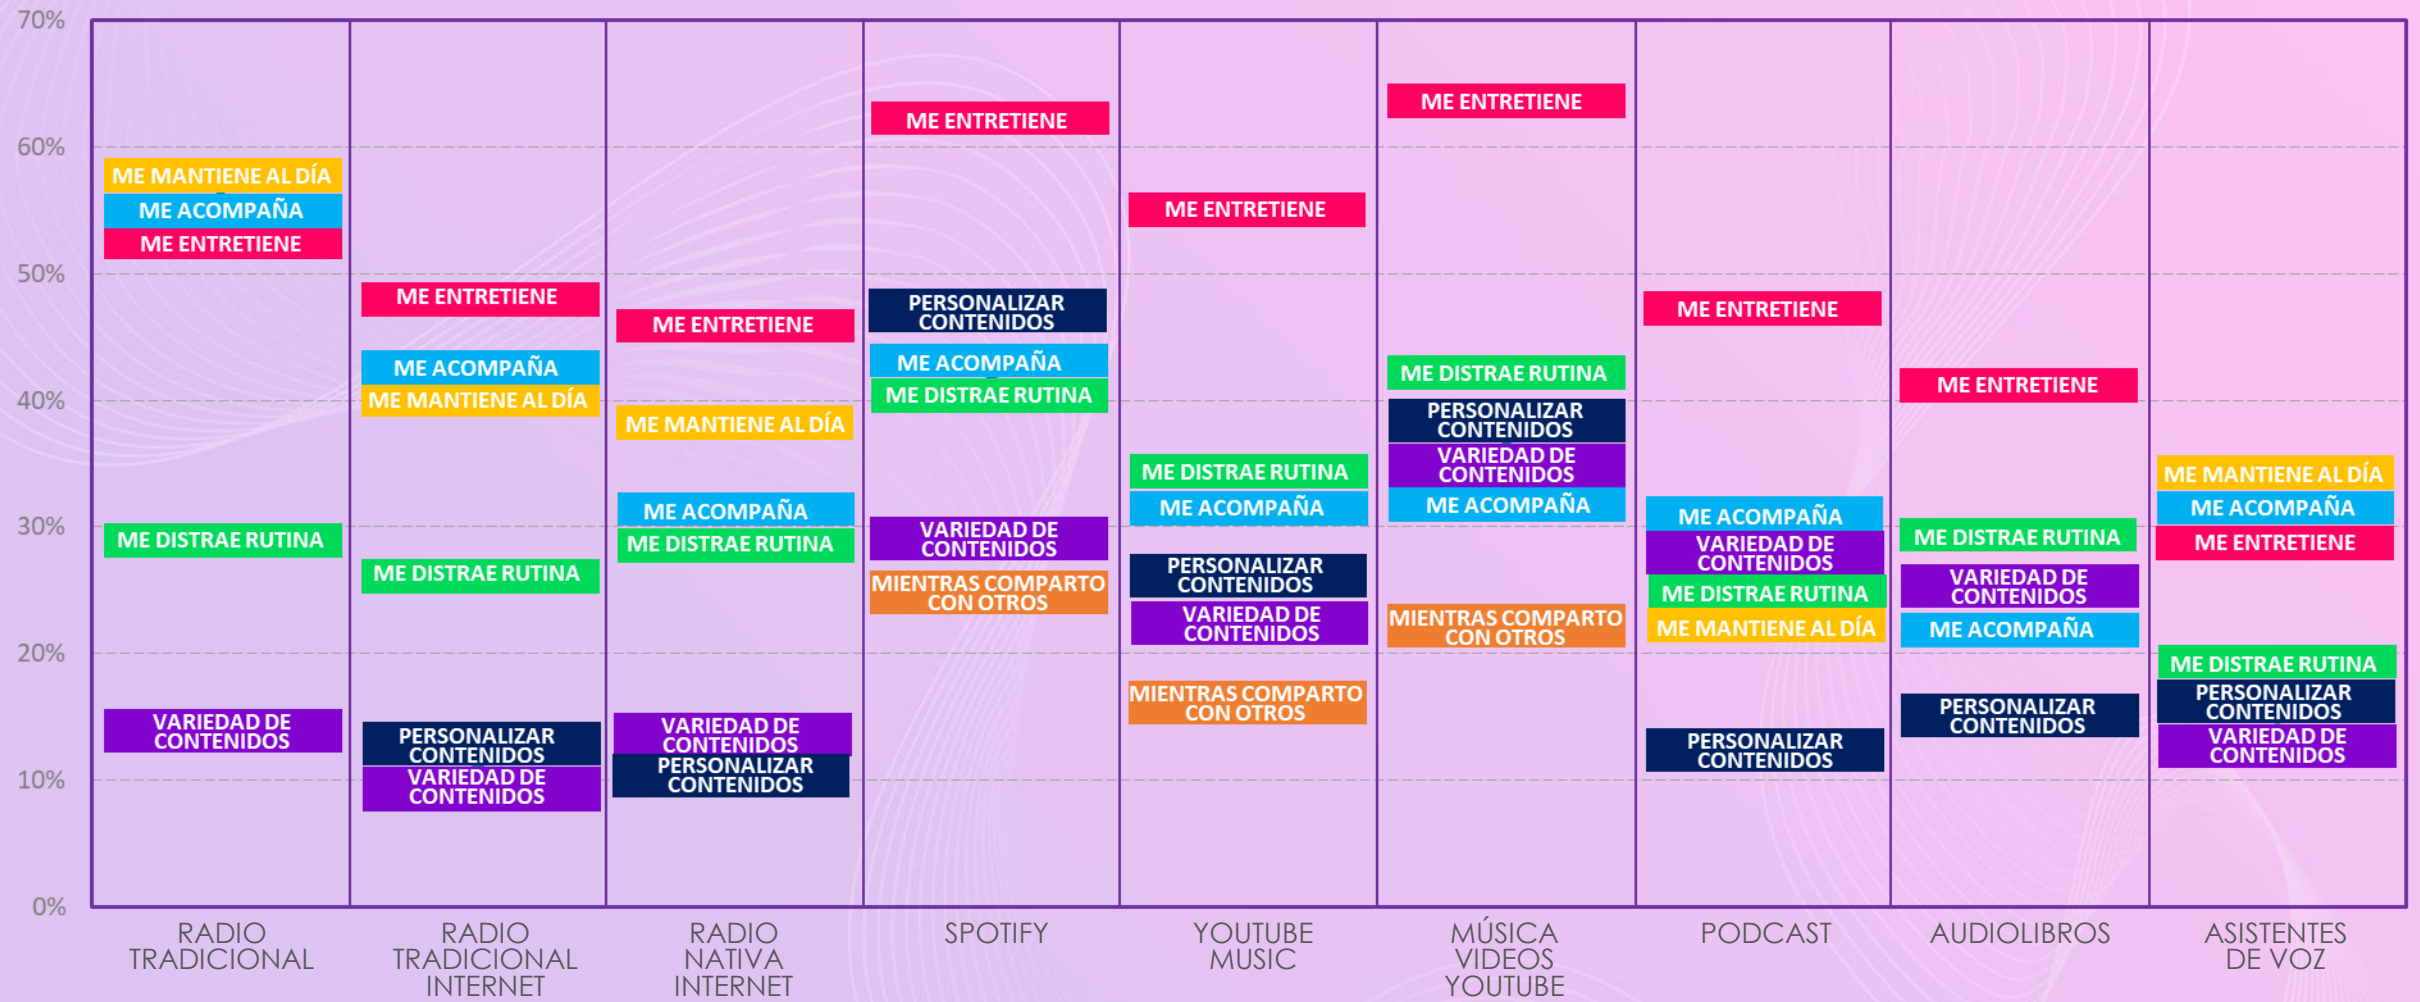 70%
60%
50%
40%
30%
20%
10%
0%
ME MANTIENE AL DÍA
ME ACOMPAÑA
ME ENTRETIENE
ME DISTRAE RUTINA
VARIEDAD DE
CONTENIDOS
RADIO
TRADICIONAL
ME ENTRETIENE
ME ACOMPAÑA
ME MANTIENE AL DÍA
ME DISTRAE RUTINA
PERSONALIZAR
CONTENIDOS
VARIEDAD DE
CONTENIDOS
RADIO
TRADICIONAL
INTERNET
ME ENTRETIENE
ME MANTIENE AL DÍA
ME ACOMPAÑA
ME DISTRAE RUTINA
VARIEDAD DE
CONTENIDOS
PERSONALIZAR
CONTENIDOS
RADIO
NATIVA
INTERNET
ME ENTRETIENE
PERSONALIZAR
CONTENIDOS
ME ACOMPAÑA
ME DISTRAE RUTINA
VARIEDAD DE
CONTENIDOS
MIENTRAS COMPARTO
CON OTROS
SPOTIFY
ME ENTRETIENE
ME DISTRAE RUTINA
ME ACOMPAÑA
PERSONALIZAR
CONTENIDOS
VARIEDAD DE
CONTENIDOS
MIENTRAS COMPARTO
CON OTROS
YOUTUBE
MUSIC
ME ENTRETIENE
ME DISTRAE RUTINA
PERSONALIZAR
CONTENIDOS
VARIEDAD DE
CONTENIDOS
ME ACOMPAÑA
MIENTRAS COMPARTO
CON OTROS
MÚSICA
VIDEOS
YOUTUBE
ME ENTRETIENE
ME ACOMPAÑA
VARIEDAD DE
CONTENIDOS
ME DISTRAE RUTINA
ME MANTIENE AL DÍA
PERSONALIZAR
CONTENIDOS
PODCAST
ME ENTRETIENE
ME DISTRAE RUTINA
VARIEDAD DE
CONTENIDOS
ME ACOMPAÑA
PERSONALIZAR
CONTENIDOS
AUDIOLIBROS
ME MANTIENE AL DÍA
ME ACOMPAÑA
ME ENTRETIENE
ME DISTRAE RUTINA
PERSONALIZAR
CONTENIDOS
VARIEDAD DE
CONTENIDOS
ASISTENTES
DE VOZ